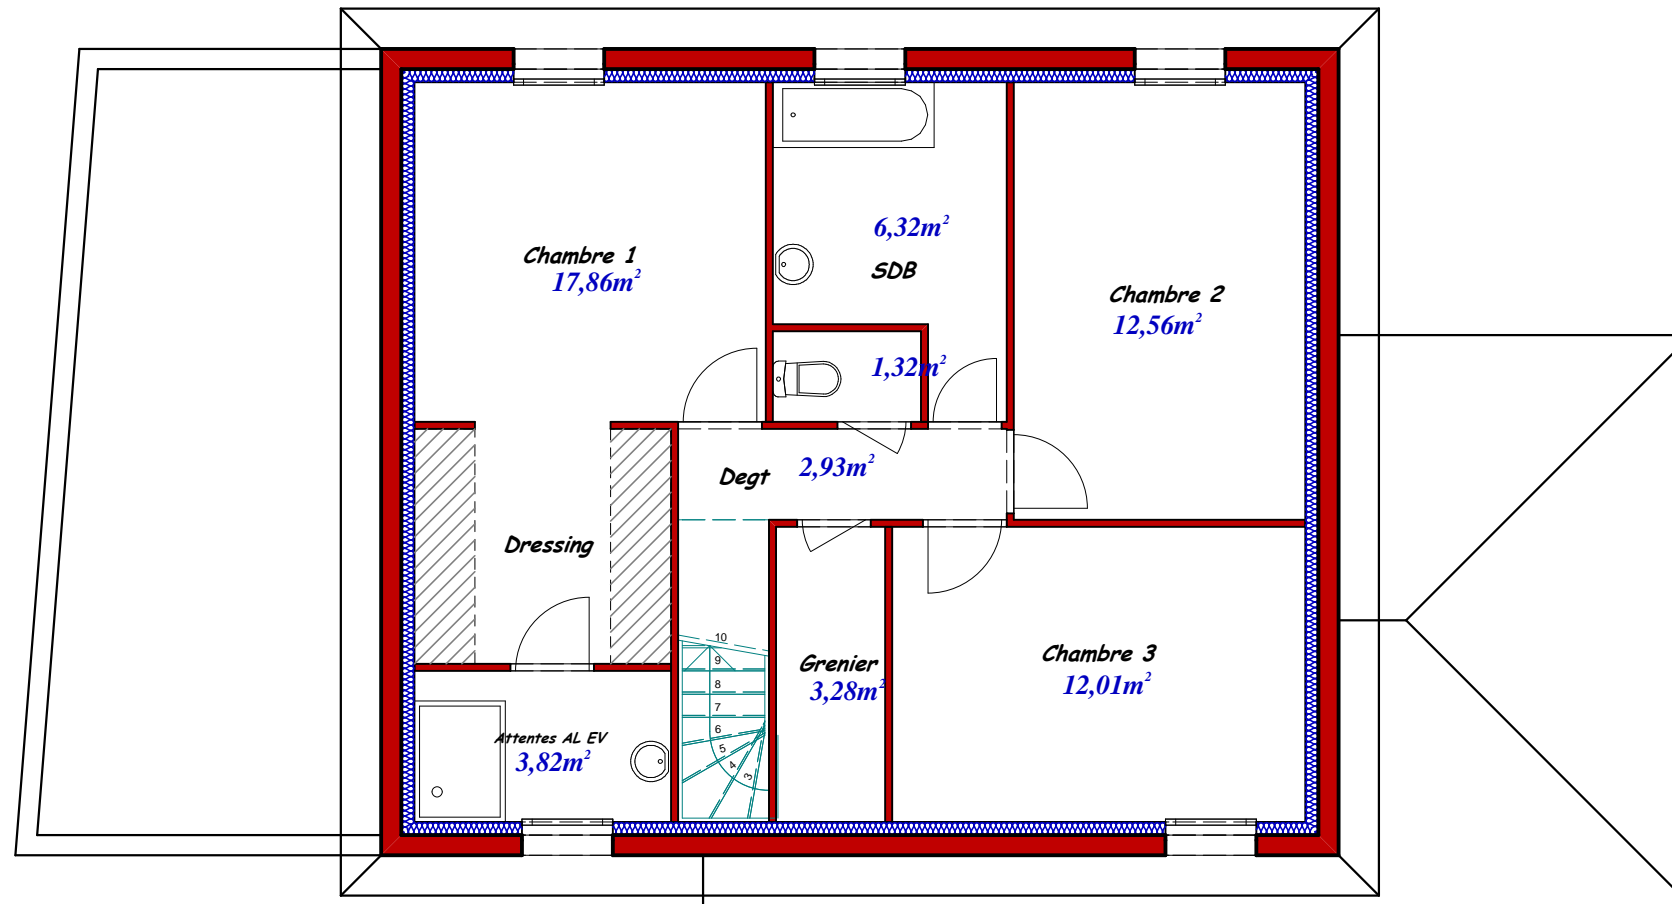 6,32m²
SDB
Chambre 1
17,86m²
Chambre 2
12,56m²
1,32m²
Degt
2,93m²
Dressing
10
9
8
7
6
5
4
3
Grenier
3,28m²
Chambre 3
12,01m²
Attentes AL EV
3,82m²